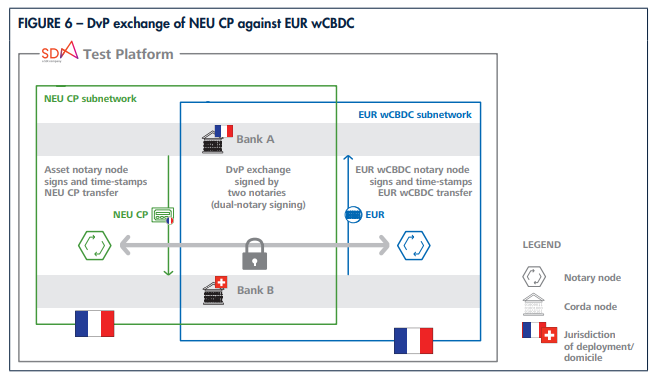 FIGURE 6 – DvP exchange of NEU CP against EUR wCBDC
SDX Test Platform
NEU CP subnetwork
EUR wCBDC subnetwork
Bank A
Asset notary node
signs and time-stamps
NEU CP transfer
DvP exchange
signed by
two notaries
(dual-notary signing)
EUR wCBDC notary node
signs and time-stamps
EUR wCBDC transfer
NEU CP
EUR
Bank B
LEGEND
Notary node
Corda node
Jurisdiction
of deployment/
domicile